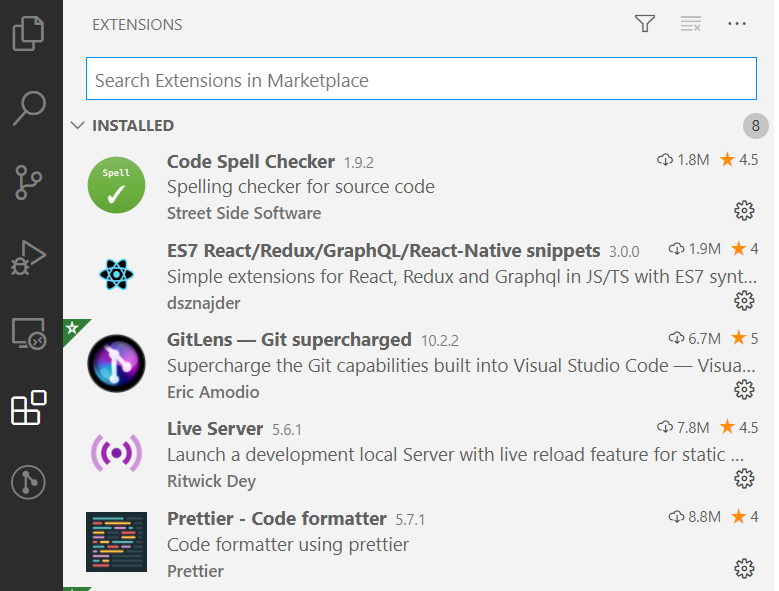 EXTENSIONS
Search Extensions in Marketplace
INSTALLED 8
Code Spell Checker 1.9.2 1.8M 4.5
Spell
Spelling checker for source code
Street Side Software
ES7 React/Redux/GraphQL/React-Native snippets 3.0.0 1.9M 4
Simple extensions for React, Redux and Graphql in JS/TS with ES7 synt...
dsznajder
GitLens — Git supercharged 10.2.2 6.7M 5
Supercharge the Git capabilities built into Visual Studio Code — Visua...
Eric Amodio
Live Server 5.6.1 7.8M 4.5
Launch a development local Server with live reload feature for static ...
Ritwick Dey
Prettier - Code formatter 5.7.1 8.8M 4
Code formatter using prettier
Prettier